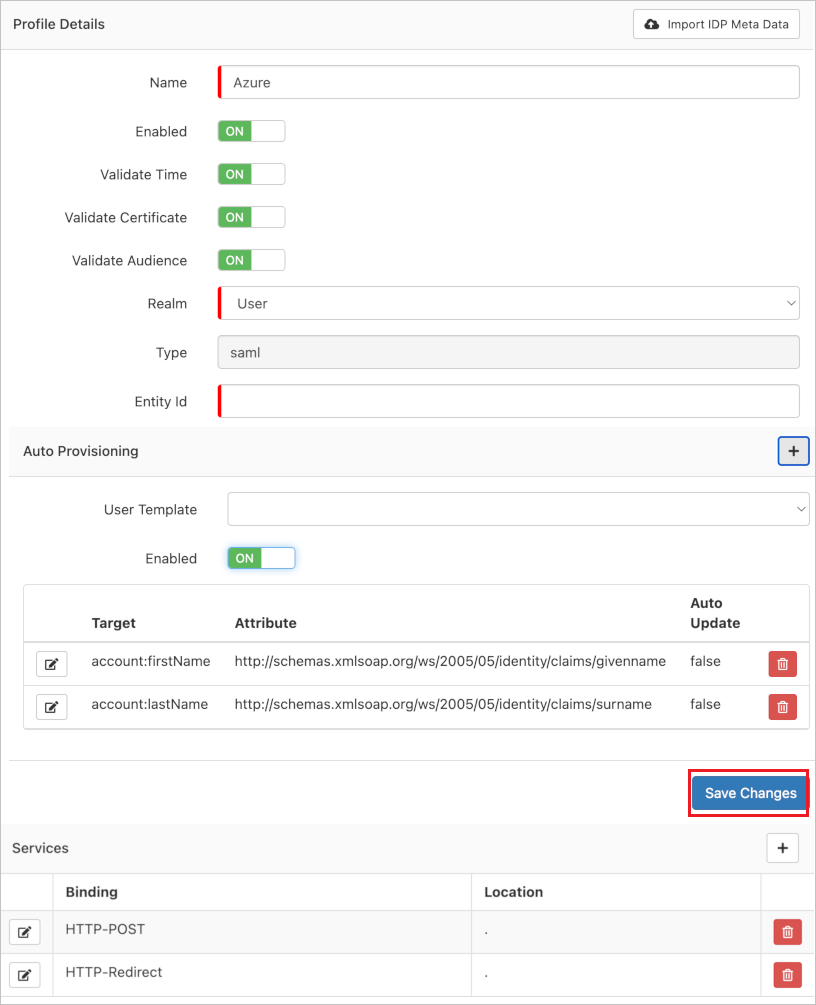 Profile Details
Import IDP Meta Data
Name
Azure
Enabled
ON
Validate Time
ON
Validate Certificate
ON
Validate Audience
ON
Realm
User
Type
saml
Entity Id
Auto Provisioning
+
User Template
Enabled
ON
Target Attribute Auto Update
account:firstName http://schemas.xmlsoap.org/ws/2005/05/identity/claims/givenname false
account:lastName http://schemas.xmlsoap.org/ws/2005/05/identity/claims/surname false
Save Changes
Services
+
Binding Location
HTTP-POST .
HTTP-Redirect .